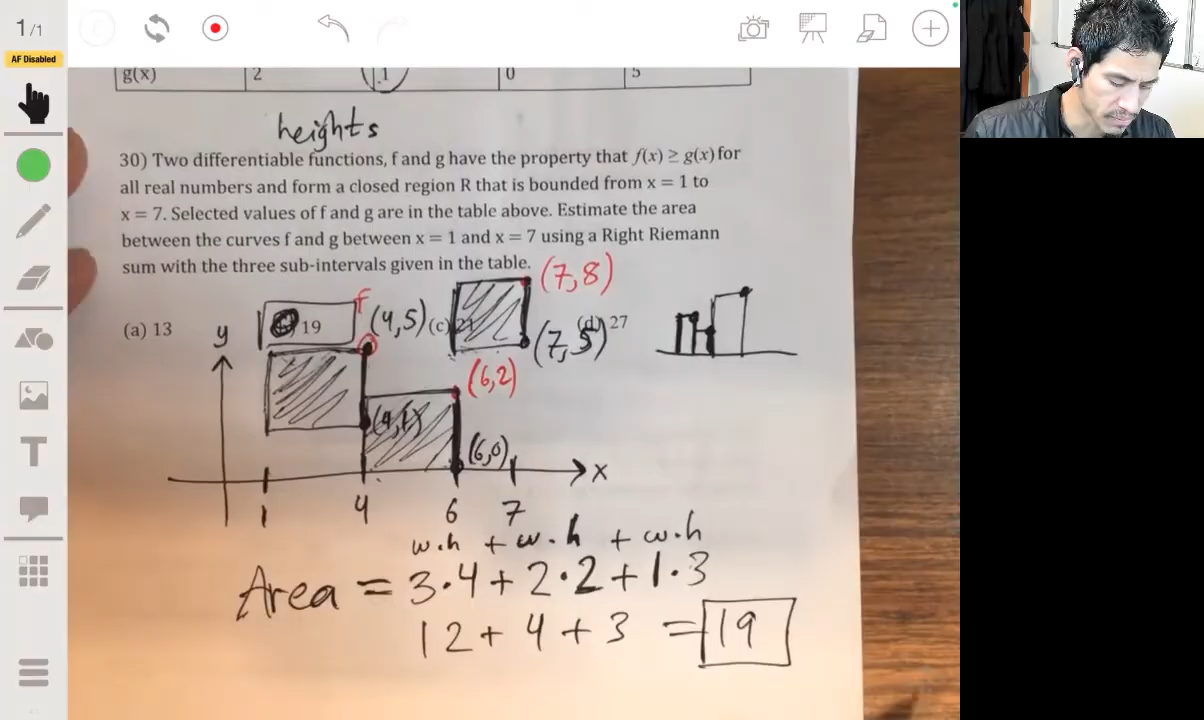 1/1
AF Disabled
g(x) 2 1 0 5
heights
30) Two differentiable functions, f and g have the property that f(x) ≥ g(x) for
all real numbers and form a closed region R that is bounded from x = 1 to
x = 7. Selected values of f and g are in the table above. Estimate the area
between the curves f and g between x = 1 and x = 7 using a Right Riemann
sum with the three sub-intervals given in the table.
(7,8)
f
(a) 13 19 (4,5) (c) 21 (7,5) (d) 27
y
(6,2)
(4,1)
(6,0)
x
1 4 6 7
w.h + w.h + w.h
Area = 3·4 + 2·2 + 1·3
12 + 4 + 3 = 19
T